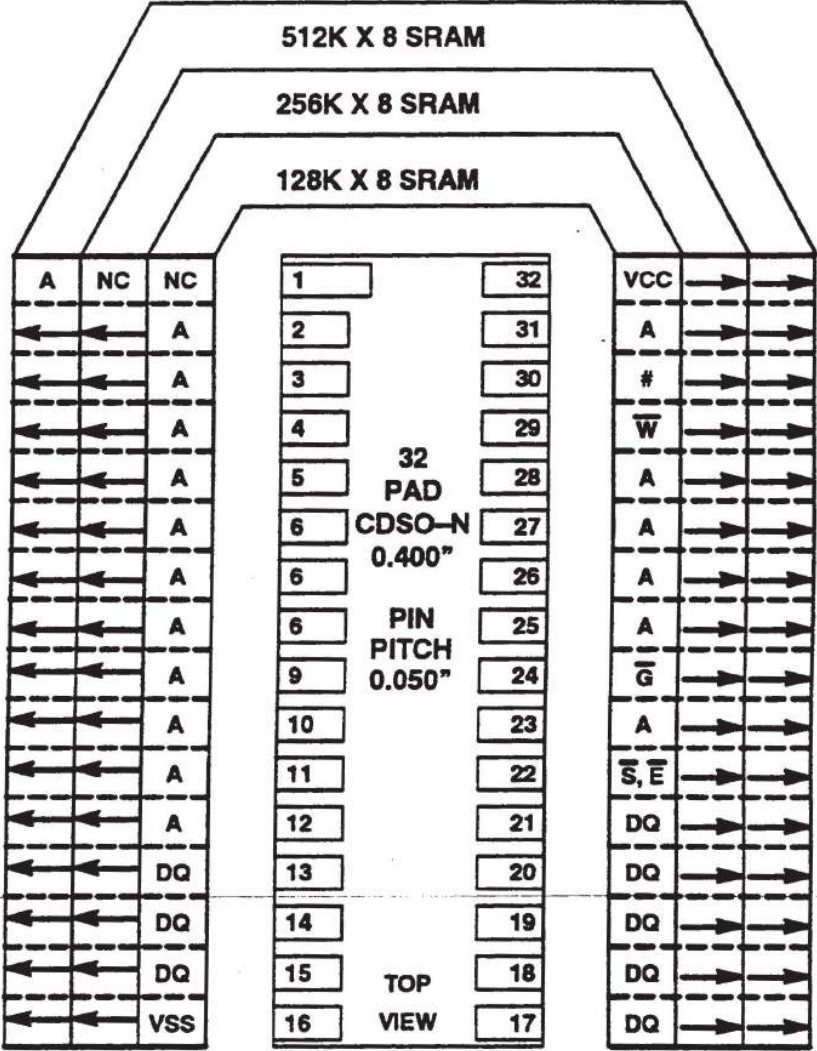 512K X 8 SRAM
256K X 8 SRAM
128K X 8 SRAM
A NC NC 1 32 VCC
A 2 31 A
A 3 30 #
A 4 29 W̅
A 5 28 A
A 6 27 A
A 6 26 A
A 6 25 A
A 9 24 G̅
A 10 23 A
A 11 22 S̅, E̅
A 12 21 DQ
DQ 13 20 DQ
DQ 14 19 DQ
DQ 15 18 DQ
VSS 16 17 DQ
32
PAD
CDSO–N
0.400”
PIN
PITCH
0.050”
TOP
VIEW